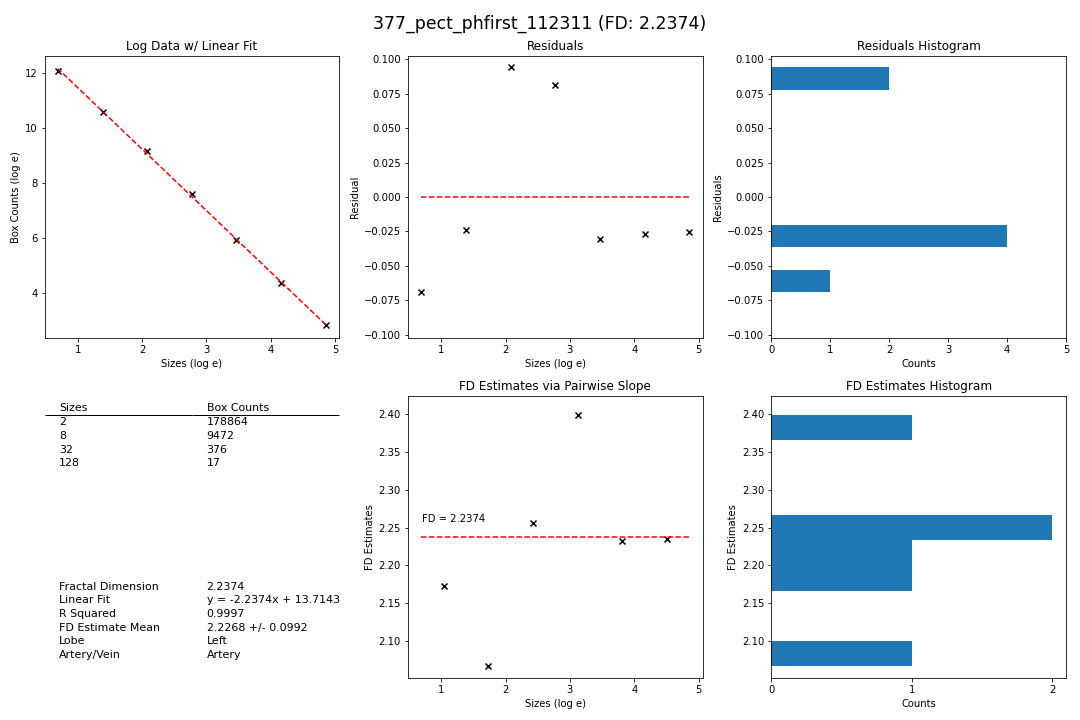 377_pect_phfirst_112311 (FD: 2.2374)
Log Data w/ Linear Fit
Box Counts (log e)
12
10
8
6
4
1 2 3 4 5
Sizes (log e)
Residuals
Residual
0.100
0.075
0.050
0.025
0.000
−0.025
−0.050
−0.075
−0.100
1 2 3 4 5
Sizes (log e)
Residuals Histogram
Residuals
0.100
0.075
0.050
0.025
0.000
−0.025
−0.050
−0.075
−0.100
0 1 2 3 4 5
Counts
Sizes Box Counts
2 178864
8 9472
32 376
128 17
Fractal Dimension 2.2374
Linear Fit y = -2.2374x + 13.7143
R Squared 0.9997
FD Estimate Mean 2.2268 +/- 0.0992
Lobe Left
Artery/Vein Artery
FD Estimates via Pairwise Slope
FD Estimates
2.40
2.35
2.30
2.25
2.20
2.15
2.10
FD = 2.2374
1 2 3 4 5
Sizes (log e)
FD Estimates Histogram
FD Estimates
2.40
2.35
2.30
2.25
2.20
2.15
2.10
0 1 2
Counts